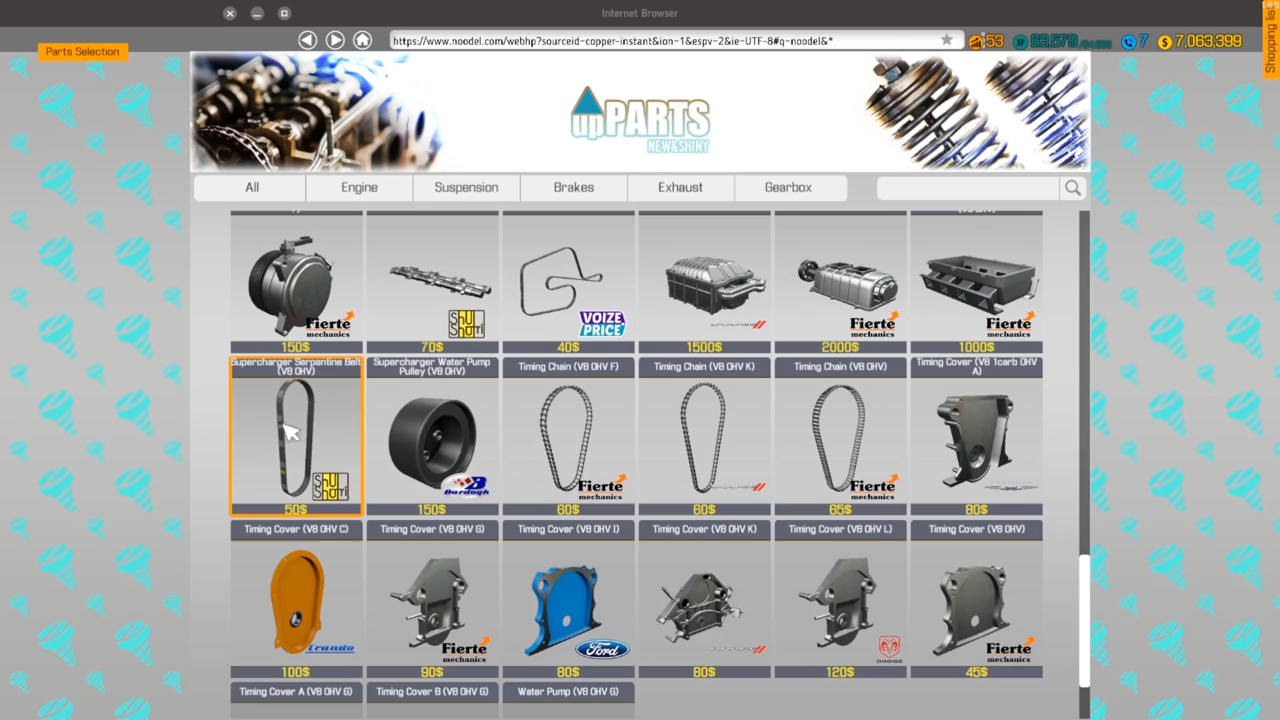 Internet Browser
https://www.noodel.com/webhp?sourceid-copper-instant&ion-1&espv-2&ie-UTF-8#q-noodel&*
53
7
7,063,399
Shopping list
Parts Selection
upPARTS
NEW&SHINY
All
Engine
Suspension
Brakes
Exhaust
Gearbox
Fierte
mechanics
Shu
Shuri
VOIZE
PRICE
Fierte
mechanics
Fierte
mechanics
150$
70$
40$
1500$
2000$
1000$
Supercharger Serpentine Belt
(V8 OHV)
Supercharger Water Pump
Pulley (V8 OHV)
Timing Chain (V8 OHV F)
Timing Chain (V8 OHV K)
Timing Chain (V8 OHV)
Timing Cover (V8 1carb OHV
A)
Bardogh
Fierte
mechanics
Fierte
mechanics
50$
150$
60$
60$
65$
80$
Timing Cover (V8 OHV C)
Timing Cover (V8 OHV G)
Timing Cover (V8 OHV I)
Timing Cover (V8 OHV K)
Timing Cover (V8 OHV L)
Timing Cover (V8 OHV)
Fierte
mechanics
Ford
DODGE
Fierte
mechanics
100$
90$
80$
80$
120$
45$
Timing Cover A (V8 OHV G)
Timing Cover B (V8 OHV G)
Water Pump (V8 OHV G)